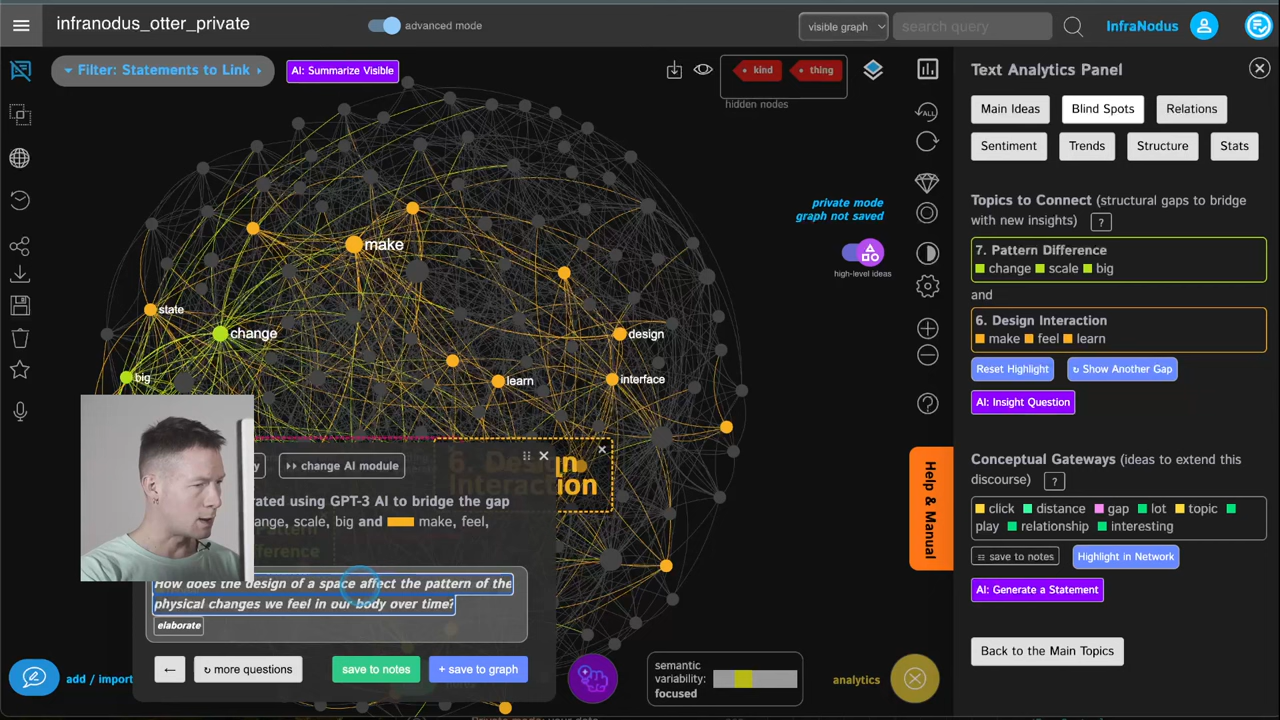 infranodus_otter_private
advanced mode
visible graph
search query
InfraNodus
Filter: Statements to Link
AI: Summarize Visible
kind
thing
hidden nodes
private mode
graph not saved
high-level ideas
make
state
change
big
design
learn
interface
Text Analytics Panel
Main Ideas
Blind Spots
Relations
Sentiment
Trends
Structure
Stats
Topics to Connect (structural gaps to bridge
with new insights) ?
7. Pattern Difference
change scale big
and
6. Design Interaction
make feel learn
Reset Highlight
↻ Show Another Gap
AI: Insight Question
Conceptual Gateways (ideas to extend this
discourse) ?
click distance gap lot topic
play relationship interesting
save to notes
Highlight in Network
AI: Generate a Statement
Back to the Main Topics
Help & Manual
change AI module
using GPT-3 AI to bridge the gap
scale, big and make, feel,
How does the design of a space affect the pattern of the
physical changes we feel in our body over time?
elaborate
←
↻ more questions
save to notes
+ save to graph
add / import
semantic
variability:
focused
analytics